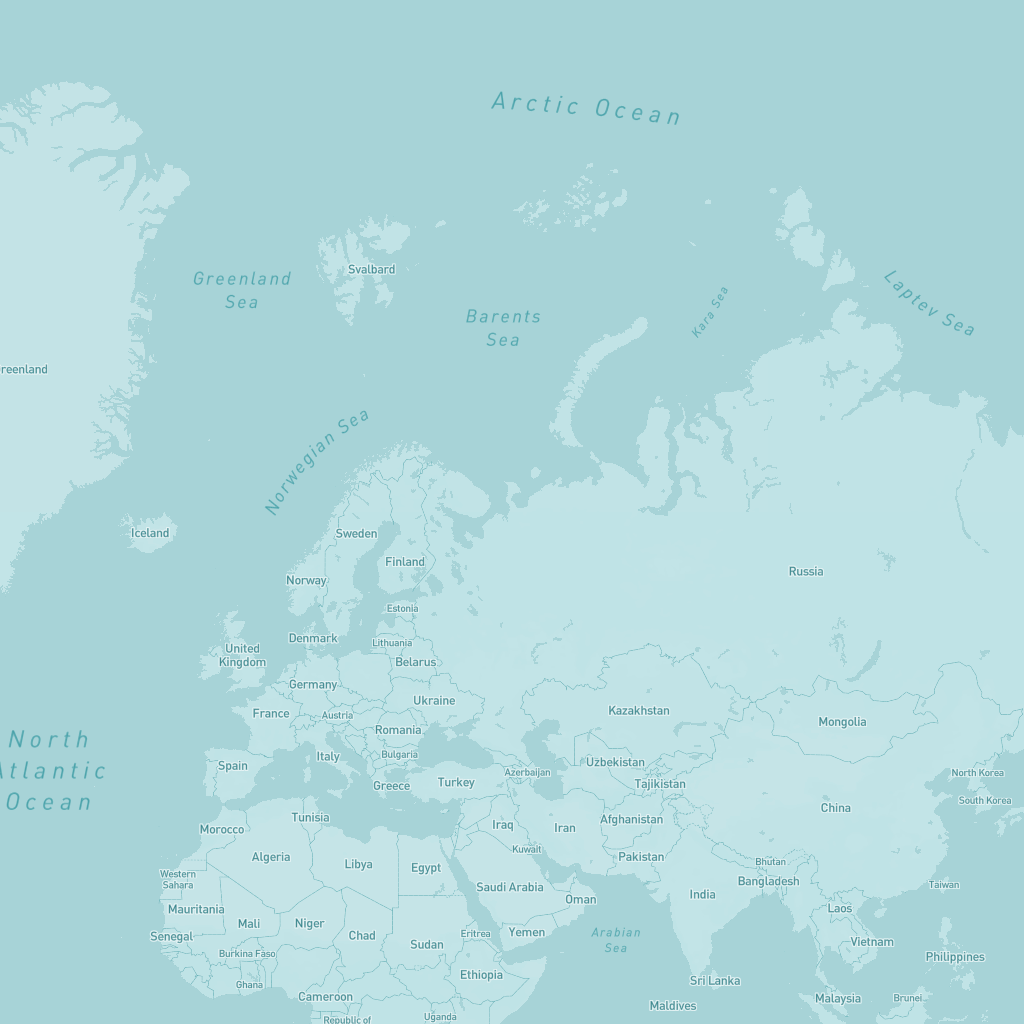 Arctic Ocean
Svalbard
Greenland
Sea
Laptev Sea
Kara Sea
Barents
Sea
reenland
Norwegian Sea
Iceland
Sweden
Finland
Norway
Russia
Estonia
Denmark
Lithuania
United
Kingdom
Belarus
Germany
Ukraine
France
Austria
Kazakhstan
Mongolia
Romania
North
Atlantic
Ocean
Italy
Bulgaria
Spain
Uzbekistan
Azerbaijan
North Korea
Turkey
Greece
Tajikistan
South Korea
China
Tunisia
Afghanistan
Morocco
Iraq
Iran
Kuwait
Algeria
Pakistan
Libya
Egypt
Bhutan
Western
Sahara
Bangladesh
Taiwan
Saudi Arabia
India
Oman
Mauritania
Laos
Mali
Niger
Senegal
Chad
Eritrea
Yemen
Arabian
Sea
Vietnam
Sudan
Burkina Faso
Philippines
Ethiopia
Ghana
Sri Lanka
Cameroon
Malaysia
Brunei
Maldives
Republic of
Uganda